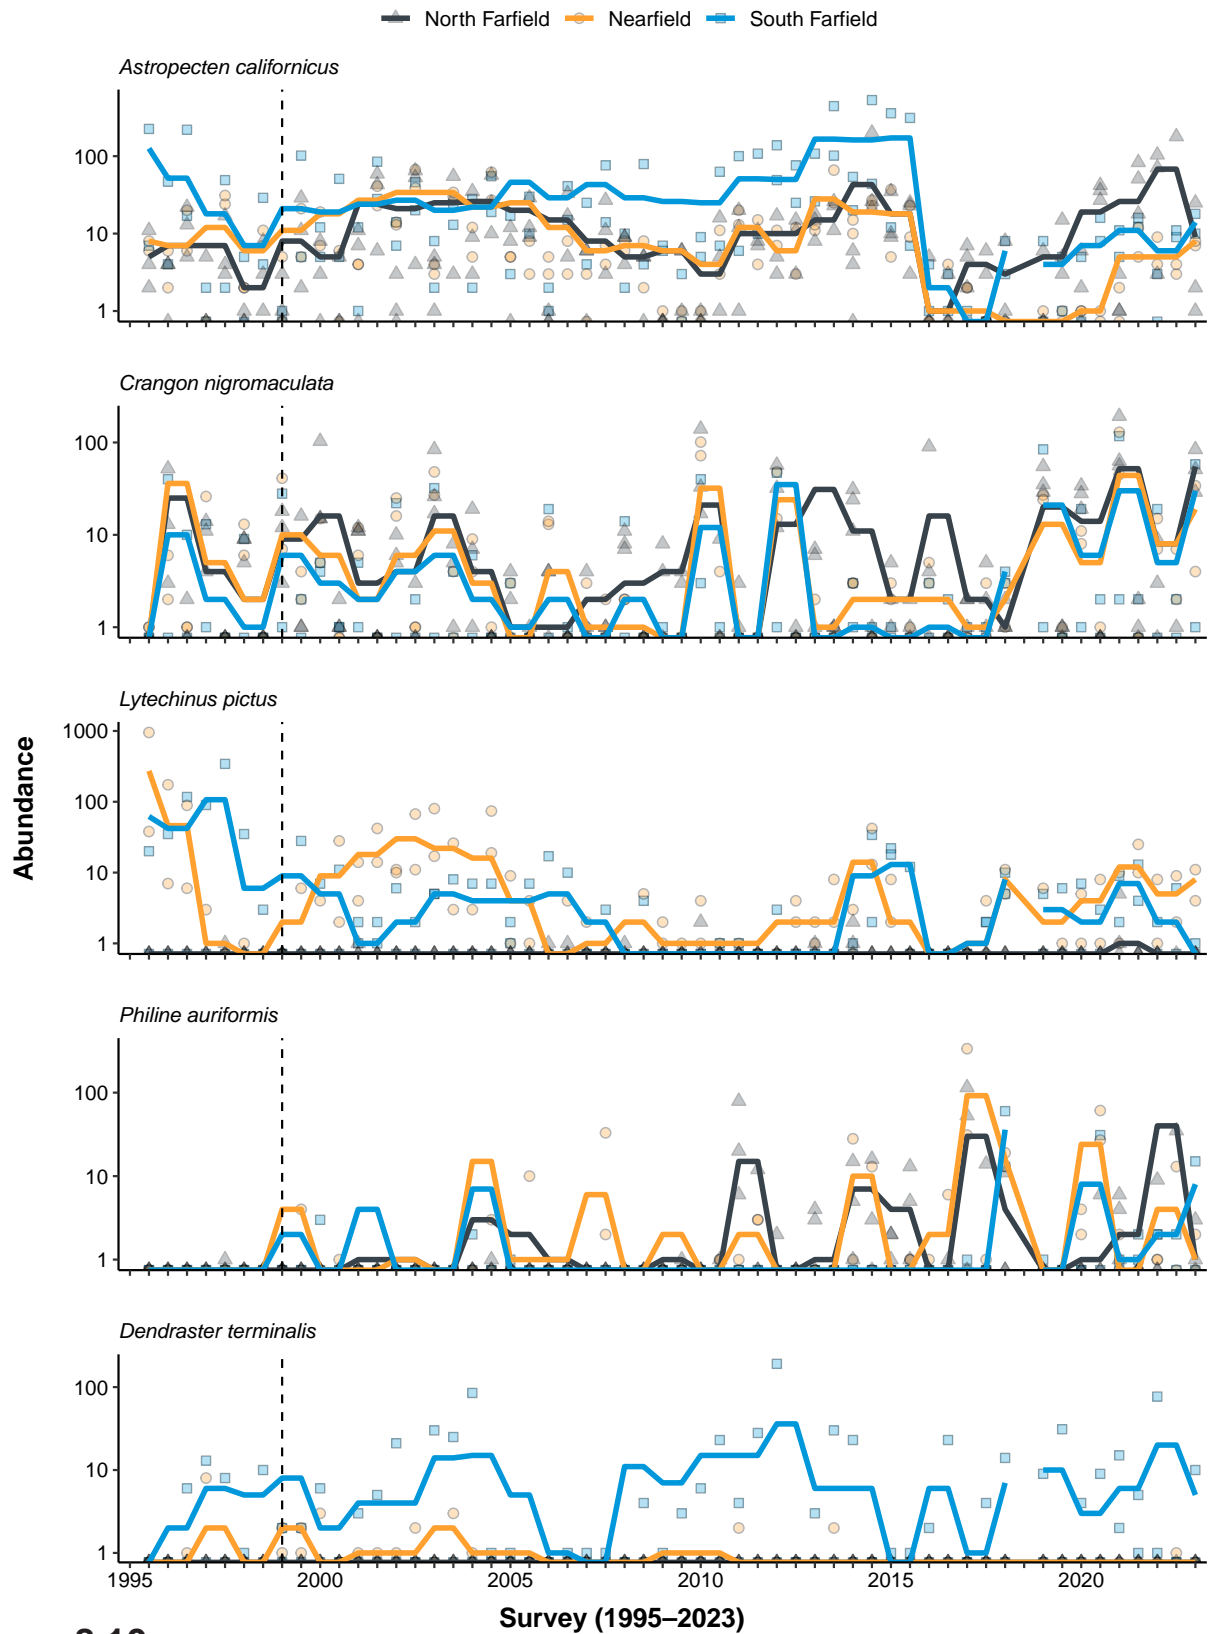 North Farfield Nearfield South Farfield
Astropecten californicus
100
10
1
Crangon nigromaculata
100
10
1
Lytechinus pictus
1000
100
10
1
Abundance
Philine auriformis
100
10
1
Dendraster terminalis
100
10
1
1995 2000 2005 2010 2015 2020
Survey (1995–2023)